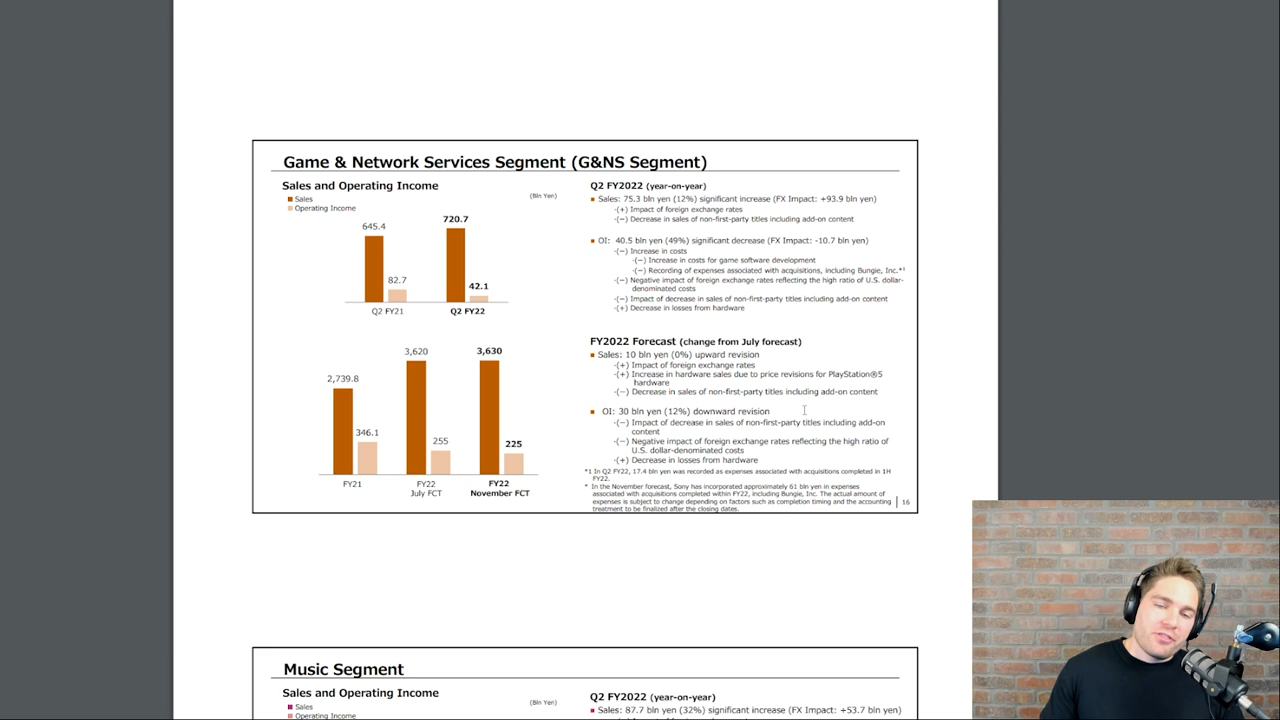 Game & Network Services Segment (G&NS Segment)
Sales and Operating Income
(Bln Yen)
Sales
Operating Income
645.4
82.7
720.7
42.1
Q2 FY21
Q2 FY22
2,739.8
346.1
3,620
255
3,630
225
FY21
FY22
July FCT
FY22
November FCT
Q2 FY2022 (year-on-year)
Sales: 75.3 bln yen (12%) significant increase (FX Impact: +93.9 bln yen)
-(+) Impact of foreign exchange rates
-(−) Decrease in sales of non-first-party titles including add-on content
OI: 40.5 bln yen (49%) significant decrease (FX Impact: -10.7 bln yen)
-(−) Increase in costs
-(−) Increase in costs for game software development
-(−) Recording of expenses associated with acquisitions, including Bungie, Inc.*1
-(−) Negative impact of foreign exchange rates reflecting the high ratio of U.S. dollar-
denominated costs
-(−) Impact of decrease in sales of non-first-party titles including add-on content
-(+) Decrease in losses from hardware
FY2022 Forecast (change from July forecast)
Sales: 10 bln yen (0%) upward revision
-(+) Impact of foreign exchange rates
-(+) Increase in hardware sales due to price revisions for PlayStation®5
hardware
-(−) Decrease in sales of non-first-party titles including add-on content
OI: 30 bln yen (12%) downward revision
-(−) Impact of decrease in sales of non-first-party titles including add-on
content
-(−) Negative impact of foreign exchange rates reflecting the high ratio of
U.S. dollar-denominated costs
-(+) Decrease in losses from hardware
*1 In Q2 FY22, 17.4 bln yen was recorded as expenses associated with acquisitions completed in 1H
FY22.
* In the November forecast, Sony has incorporated approximately 61 bln yen in expenses
associated with acquisitions completed within FY22, including Bungie, Inc. The actual amount of
expenses is subject to change depending on factors such as completion timing and the accounting
treatment to be finalized after the closing dates.
16
Music Segment
Sales and Operating Income
(Bln Yen)
Sales
Operating Income
Q2 FY2022 (year-on-year)
Sales: 87.7 bln yen (32%) significant increase (FX Impact: +53.7 bln yen)